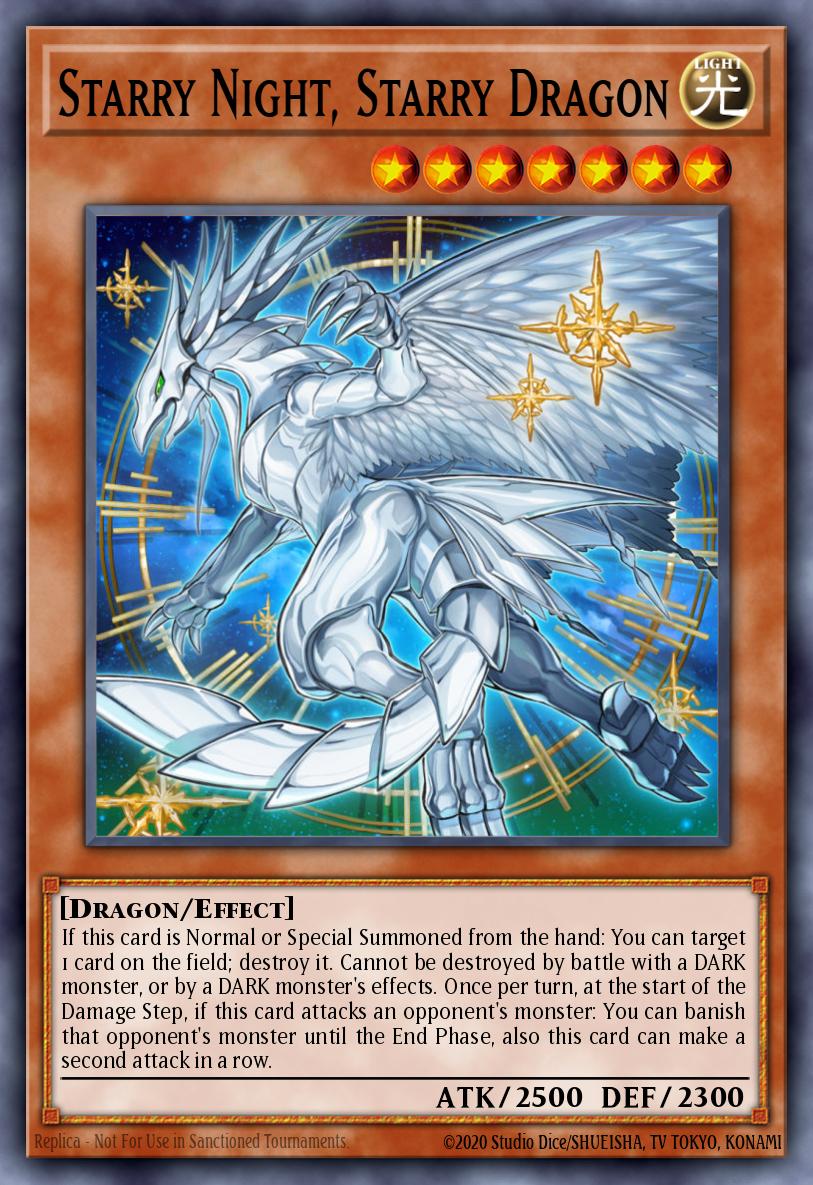 STARRY NIGHT, STARRY DRAGON
LIGHT
光
[DRAGON/EFFECT]
If this card is Normal or Special Summoned from the hand: You can target
1 card on the field; destroy it. Cannot be destroyed by battle with a DARK
monster, or by a DARK monster's effects. Once per turn, at the start of the
Damage Step, if this card attacks an opponent's monster: You can banish
that opponent's monster until the End Phase, also this card can make a
second attack in a row.
ATK/2500 DEF/2300
Replica - Not For Use in Sanctioned Tournaments.
©2020 Studio Dice/SHUEISHA, TV TOKYO, KONAMI